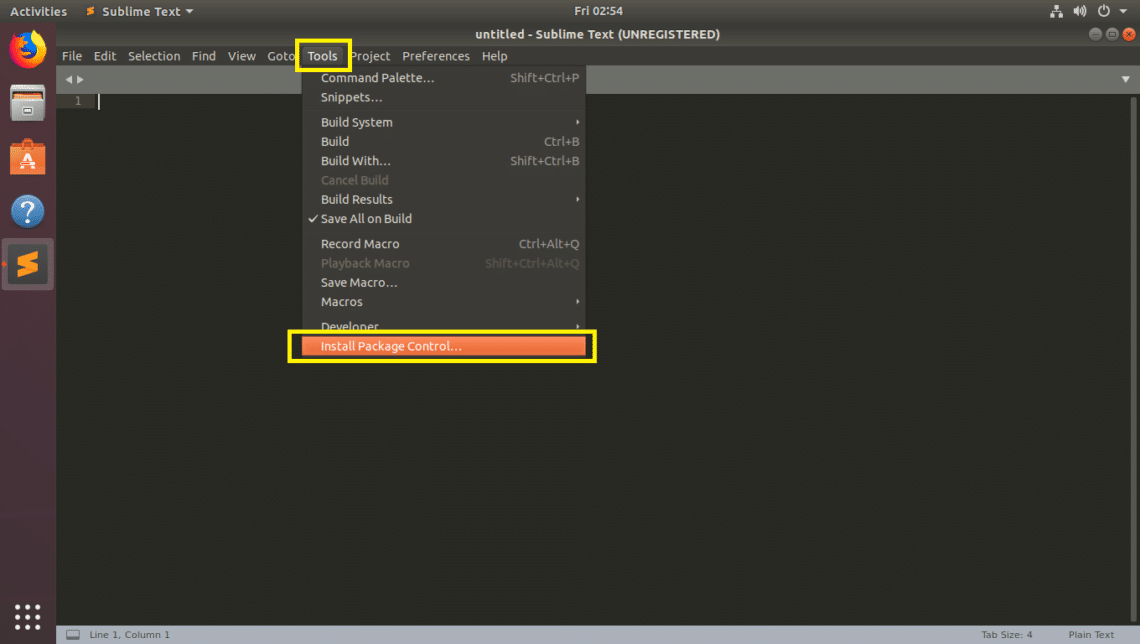 Activities Sublime Text Fri 02:54
untitled - Sublime Text (UNREGISTERED)
File Edit Selection Find View Goto Tools Project Preferences Help
Command Palette... Shift+Ctrl+P
1
Snippets...
Build System
Build Ctrl+B
Build With... Shift+Ctrl+B
Cancel Build
Build Results
Save All on Build
Record Macro Ctrl+Alt+Q
Playback Macro Shift+Ctrl+Alt+Q
Save Macro...
Macros
Developer
Install Package Control...
Line 1, Column 1 Tab Size: 4 Plain Text